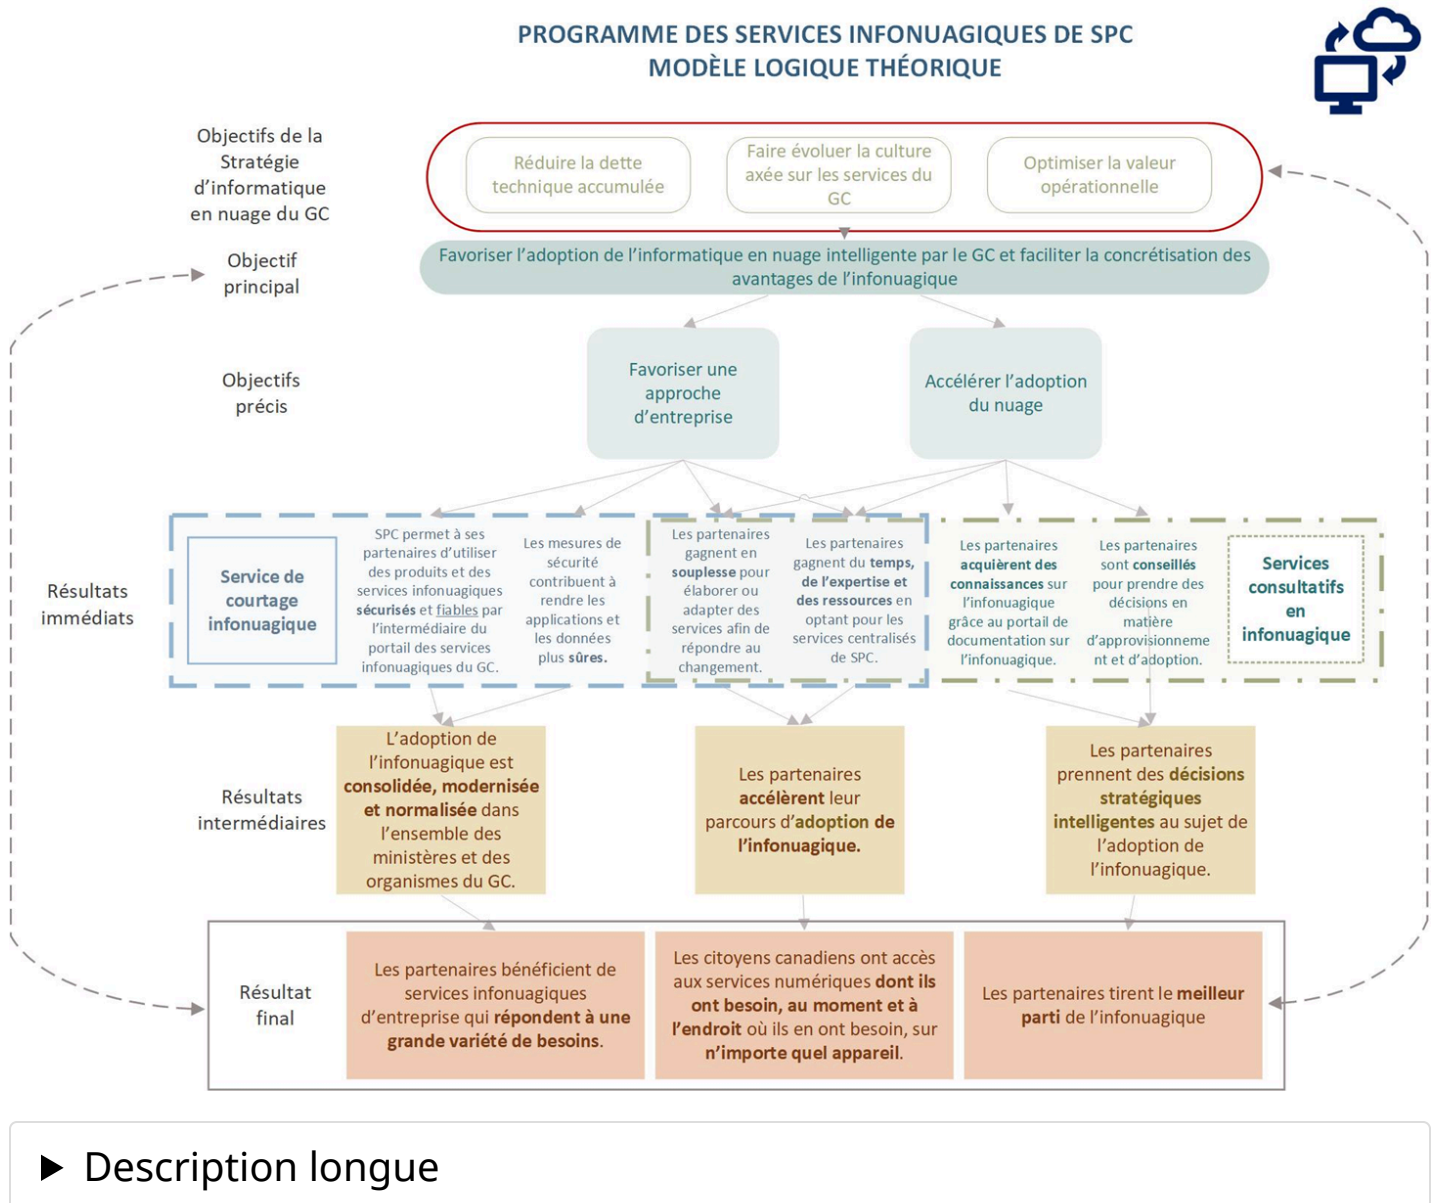 PROGRAMME DES SERVICES INFONUAGIQUES DE SPC
MODÈLE LOGIQUE THÉORIQUE
Objectifs de la
Stratégie
d’informatique
en nuage du GC
Réduire la dette
technique accumulée
Faire évoluer la culture
axée sur les services du
GC
Optimiser la valeur
opérationnelle
Objectif
principal
Favoriser l’adoption de l’informatique en nuage intelligente par le GC et faciliter la concrétisation des
avantages de l’infonuagique
Objectifs
précis
Favoriser une
approche
d’entreprise
Accélérer l’adoption
du nuage
Résultats
immédiats
Service de
courtage
infonuagique
SPC permet à ses
partenaires d’utiliser
des produits et des
services infonuagiques
sécurisés et fiables par
l’intermédiaire du
portail des services
infonuagiques du GC.
Les mesures de
sécurité
contribuent à
rendre les
applications et
les données
plus sûres.
Les partenaires
gagnent en
souplesse pour
élaborer ou
adapter des
services afin de
répondre au
changement.
Les partenaires
gagnent du temps,
de l’expertise et
des ressources en
optant pour les
services centralisés
de SPC.
Les partenaires
acquièrent des
connaissances sur
l’infonuagique
grâce au portail de
documentation sur
l’infonuagique.
Les partenaires
sont conseillés
pour prendre des
décisions en
matière
d’approvisionneme
nt et d’adoption.
Services
consultatifs
en
infonuagique
Résultats
intermédiaires
L’adoption de
l’infonuagique est
consolidée, modernisée
et normalisée dans
l’ensemble des
ministères et des
organismes du GC.
Les partenaires
accélèrent leur
parcours d’adoption de
l’infonuagique.
Les partenaires
prennent des décisions
stratégiques
intelligentes au sujet de
l’adoption de
l’infonuagique.
Résultat
final
Les partenaires bénéficient de
services infonuagiques
d’entreprise qui répondent à une
grande variété de besoins.
Les citoyens canadiens ont accès
aux services numériques dont ils
ont besoin, au moment et à
l’endroit où ils en ont besoin, sur
n’importe quel appareil.
Les partenaires tirent le meilleur
parti de l’infonuagique
Description longue